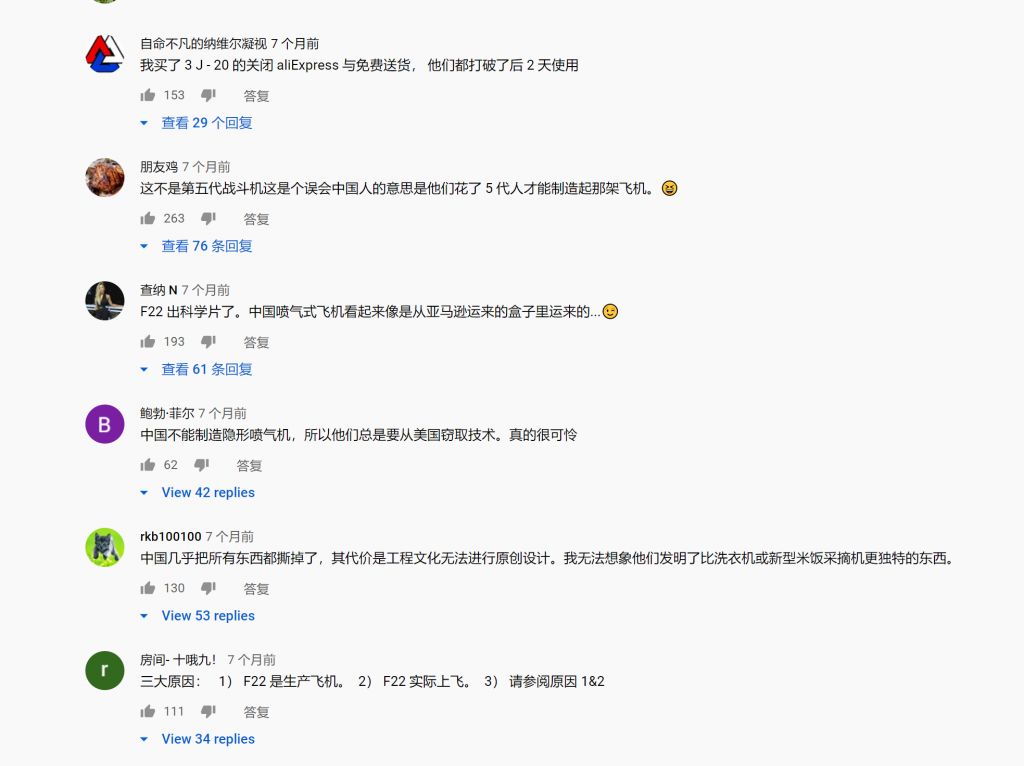 自命不凡的纳维尔凝视 7 个月前
我买了 3 J - 20 的关闭 aliExpress 与免费送货， 他们都打破了后 2 天使用
153 答复
查看 29 个回复
朋友鸡 7 个月前
这不是第五代战斗机这是个误会中国人的意思是他们花了 5 代人才能制造起那架飞机。😆
263 答复
查看 76 条回复
查纳 N 7 个月前
F22 出科学片了。中国喷气式飞机看起来像是从亚马逊运来的盒子里运来的...😉
193 答复
查看 61 条回复
B
鲍勃·菲尔 7 个月前
中国不能制造隐形喷气机，所以他们总是要从美国窃取技术。真的很可怜
62 答复
View 42 replies
rkb100100 7 个月前
中国几乎把所有东西都撕掉了，其代价是工程文化无法进行原创设计。我无法想象他们发明了比洗衣机或新型米饭采摘机更独特的东西。
130 答复
View 53 replies
r
房间- 十哦九！ 7 个月前
三大原因： 1） F22 是生产飞机。 2） F22 实际上飞。 3） 请参阅原因 1&2
111 答复
View 34 replies